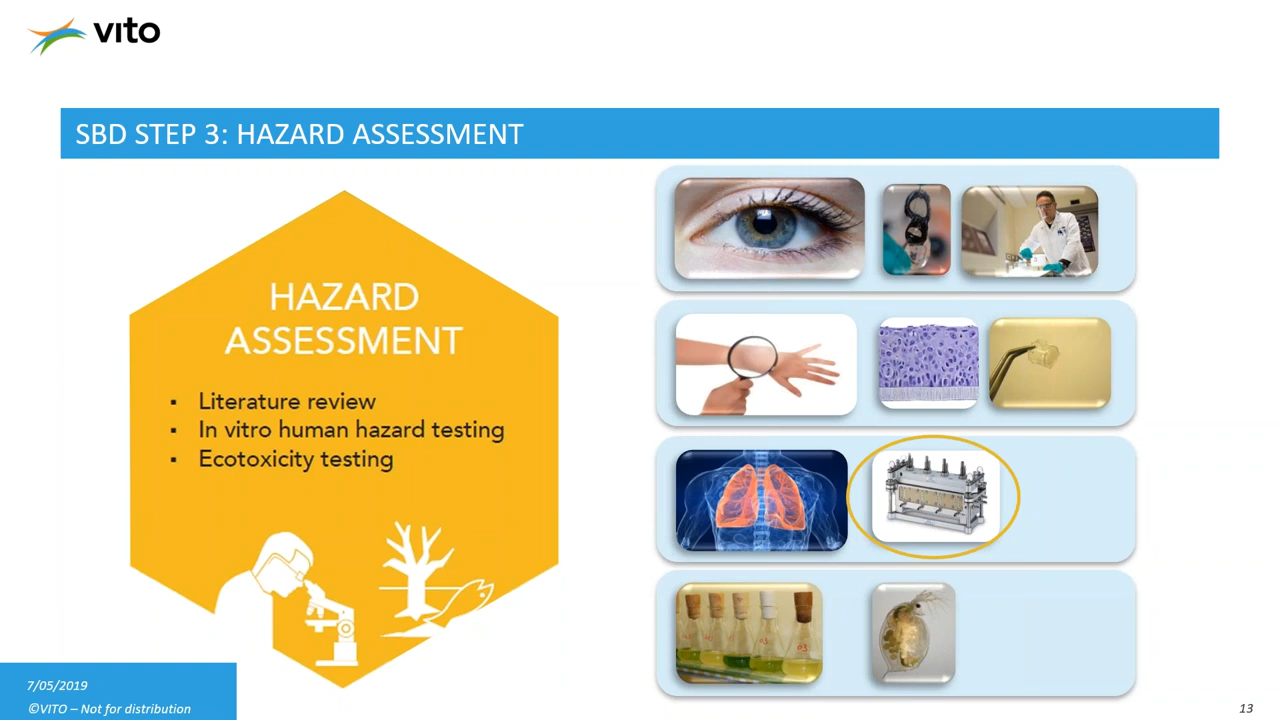 vito
SBD STEP 3: HAZARD ASSESSMENT
HAZARD
ASSESSMENT
▪ Literature review
▪ In vitro human hazard testing
▪ Ecotoxicity testing
7/05/2019
©VITO – Not for distribution
13